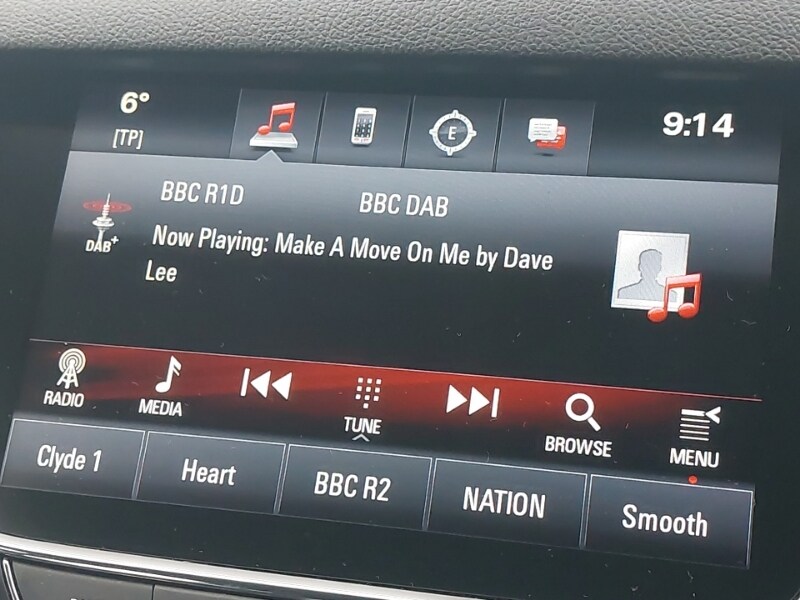 6° 9:14
[TP]
E
BBC R1D BBC DAB
DAB+
Now Playing: Make A Move On Me by Dave
Lee
RADIO MEDIA TUNE BROWSE MENU
Clyde 1 Heart BBC R2 NATION Smooth